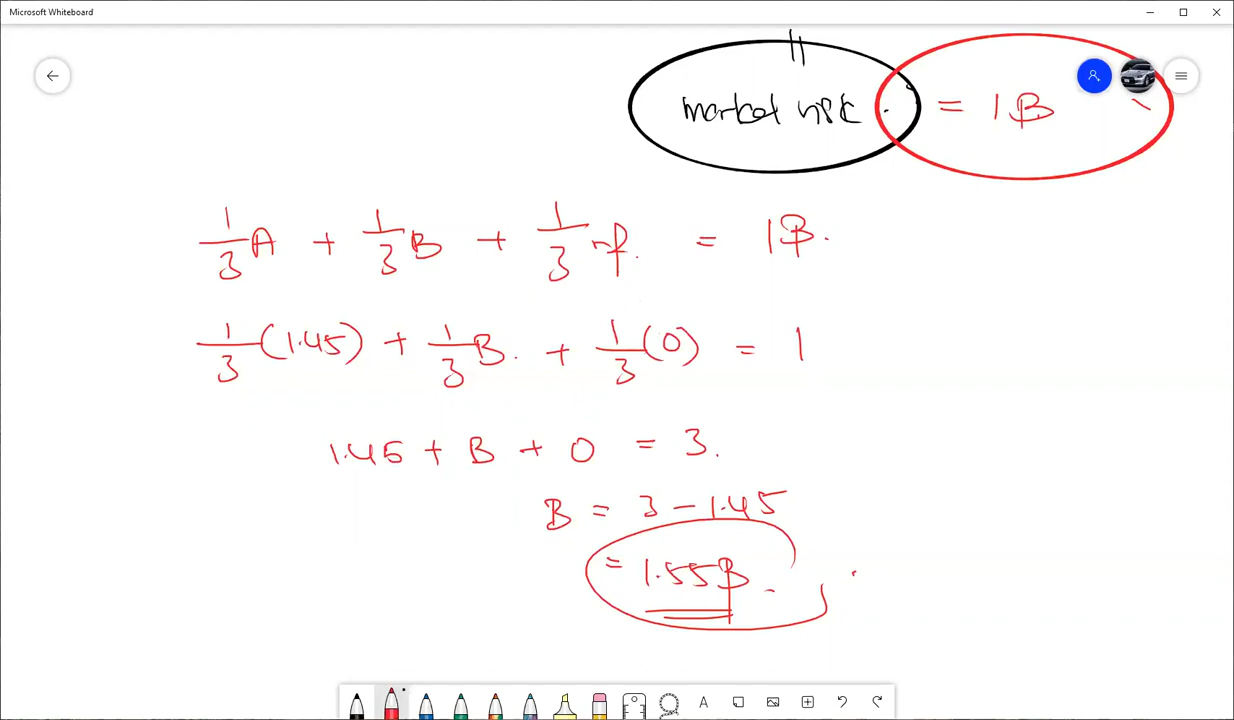 Microsoft Whiteboard
market risk. = 1β
1/3 A + 1/3 B + 1/3 rf. = 1β.
1/3 (1.45) + 1/3 B. + 1/3 (0) = 1
1.45 + B + 0 = 3.
B = 3 - 1.45
= 1.55β.
A